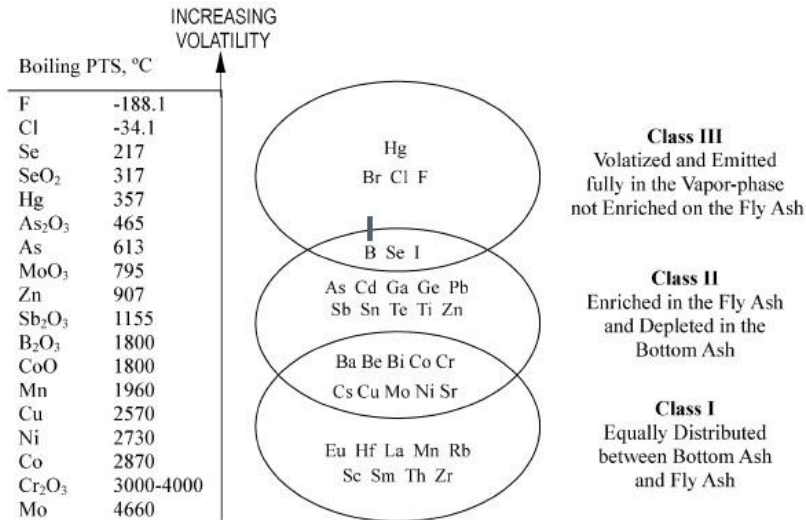 INCREASING
VOLATILITY
Boiling PTS, ºC
F -188.1
Cl -34.1
Se 217
SeO₂ 317
Hg 357
As₂O₃ 465
As 613
MoO₃ 795
Zn 907
Sb₂O₃ 1155
B₂O₃ 1800
CoO 1800
Mn 1960
Cu 2570
Ni 2730
Co 2870
Cr₂O₃ 3000-4000
Mo 4660
Hg
Br Cl F
B Se I
As Cd Ga Ge Pb
Sb Sn Te Ti Zn
Ba Be Bi Co Cr
Cs Cu Mo Ni Sr
Eu Hf La Mn Rb
Sc Sm Th Zr
Class III
Volatized and Emitted
fully in the Vapor-phase
not Enriched on the Fly Ash
Class II
Enriched in the Fly Ash
and Depleted in the
Bottom Ash
Class I
Equally Distributed
between Bottom Ash
and Fly Ash